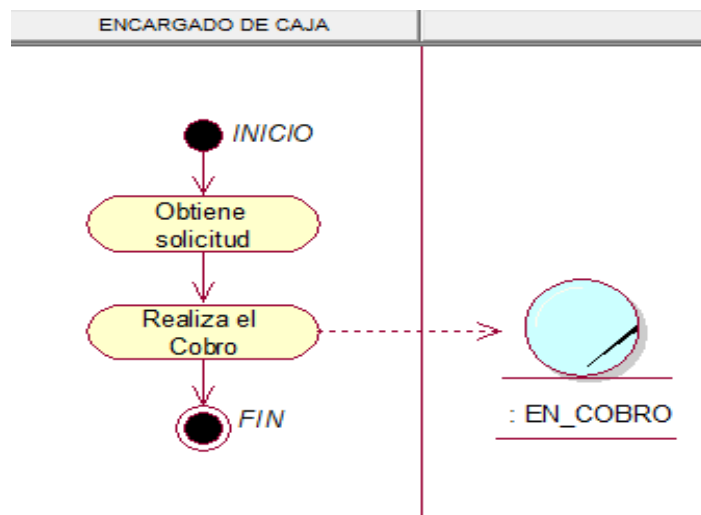 ENCARGADO DE CAJA
INICIO
Obtiene
solicitud
Realiza el
Cobro
: EN_COBRO
FIN